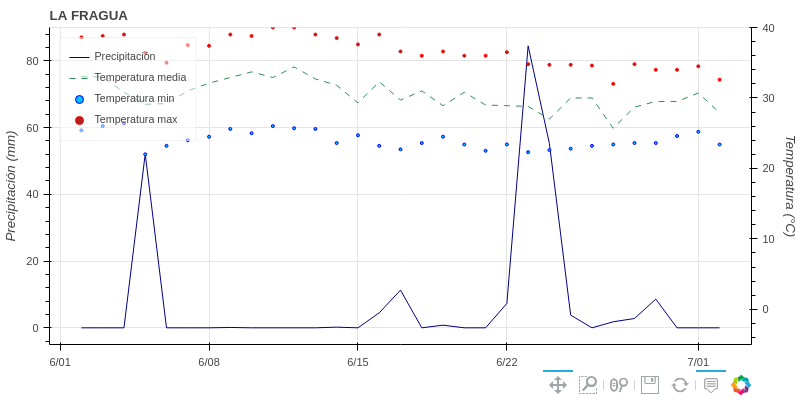 LA FRAGUA
Precipitación
Temperatura media
Temperatura min
Temperatura max
Precipitación (mm)
80
60
40
20
0
Temperatura (°C)
40
30
20
10
0
6/01
6/08
6/15
6/22
7/01